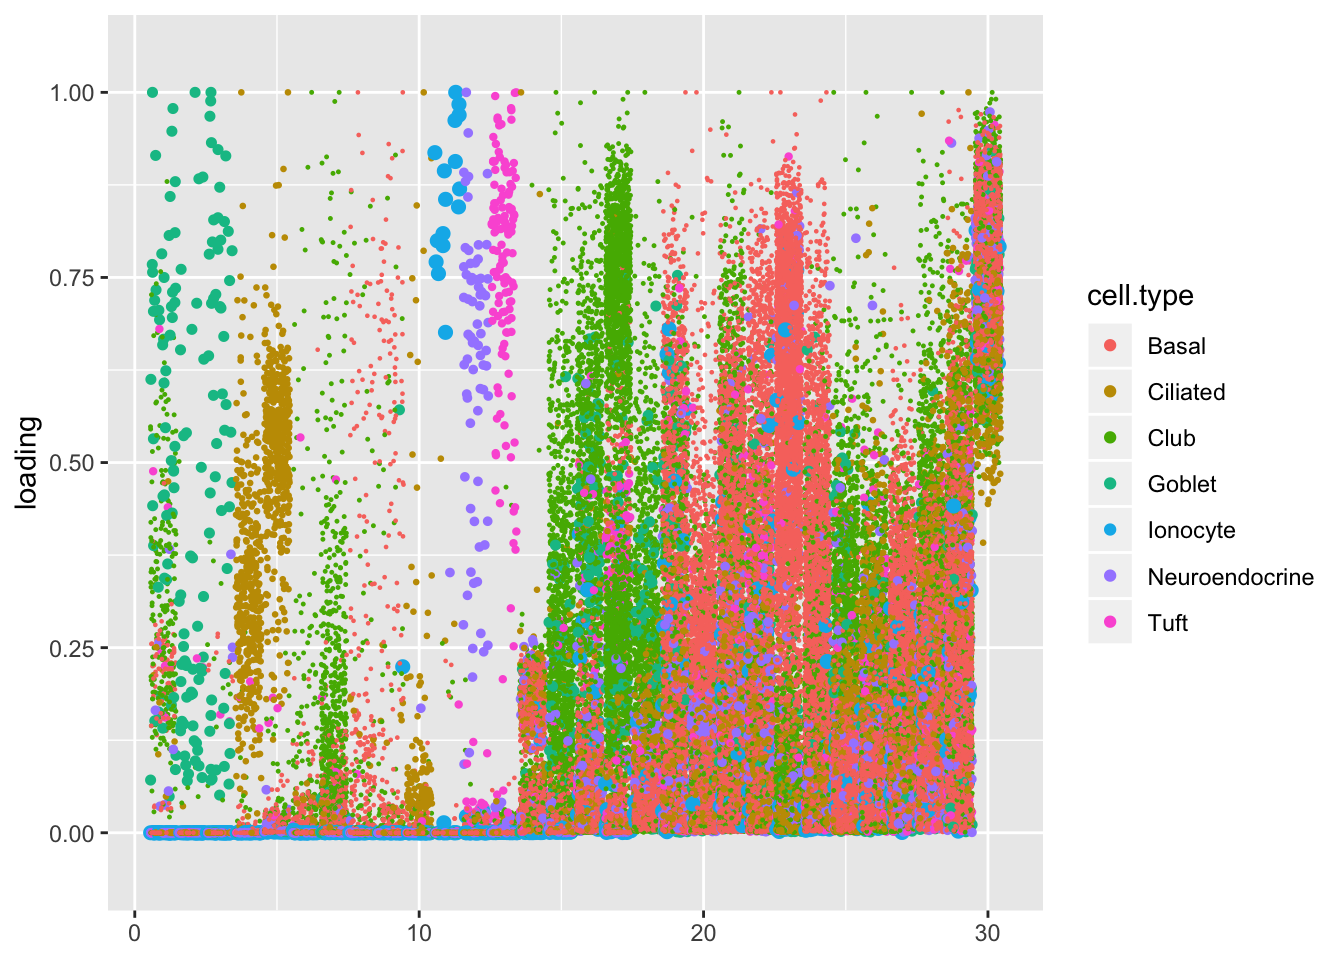 1.00
0.75
0.50
0.25
0.00
loading
0
10
20
30
cell.type
Basal
Ciliated
Club
Goblet
Ionocyte
Neuroendocrine
Tuft